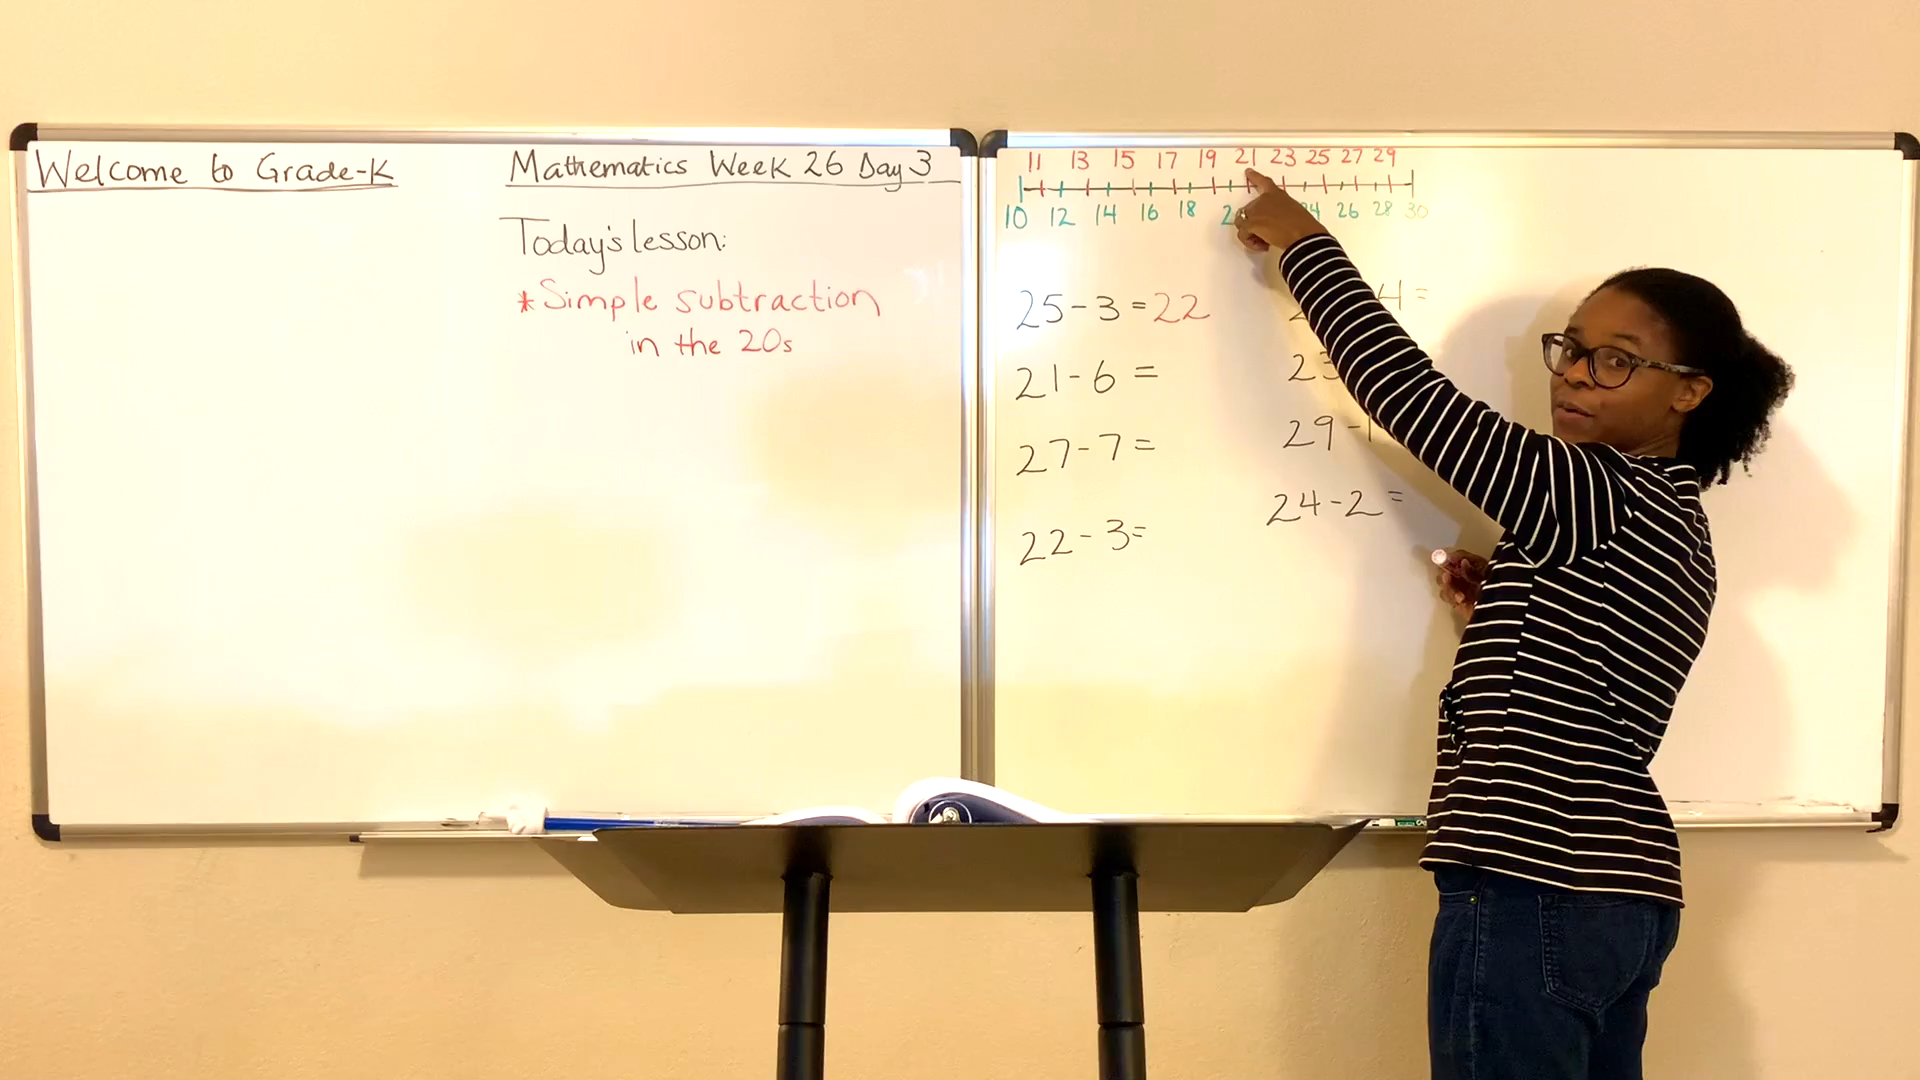 Welcome to Grade-K
Mathematics Week 26 Day 3
Today's lesson:
*Simple subtraction
in the 20s
11 13 15 17 19 21 23 25 27 29
10 12 14 16 18 26 28 30
25-3=22
21-6=
27-7=
22-3=
4=
23
29-1
24-2=